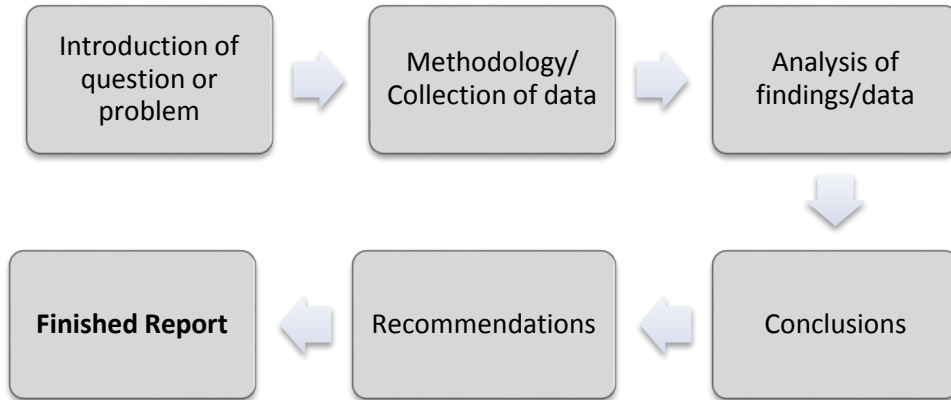 Introduction of
question or
problem
Methodology/
Collection of data
Analysis of
findings/data
Conclusions
Recommendations
Finished Report